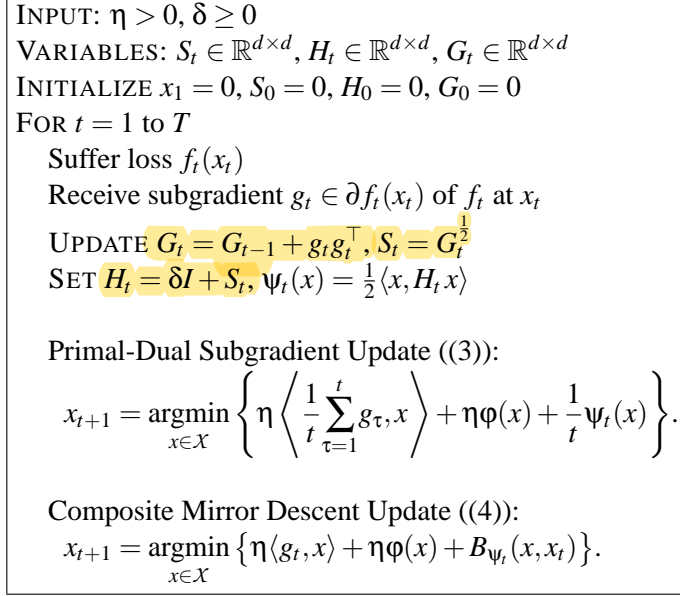 INPUT: η > 0, δ ≥ 0
VARIABLES: S_t ∈ ℝ^{d×d}, H_t ∈ ℝ^{d×d}, G_t ∈ ℝ^{d×d}
INITIALIZE x_1 = 0, S_0 = 0, H_0 = 0, G_0 = 0
FOR t = 1 to T
Suffer loss f_t(x_t)
Receive subgradient g_t ∈ ∂f_t(x_t) of f_t at x_t
UPDATE G_t = G_{t−1} + g_t g_t^⊤, S_t = G_t^{1/2}
SET H_t = δI + S_t, ψ_t(x) = 1/2 ⟨x, H_t x⟩
Primal-Dual Subgradient Update ((3)):
x_{t+1} = argmin_{x∈X} { η ⟨ 1/t ∑_{τ=1}^{t} g_τ, x ⟩ + ηφ(x) + 1/t ψ_t(x) }.
Composite Mirror Descent Update ((4)):
x_{t+1} = argmin_{x∈X} { η⟨g_t, x⟩ + ηφ(x) + B_{ψ_t}(x, x_t) }.